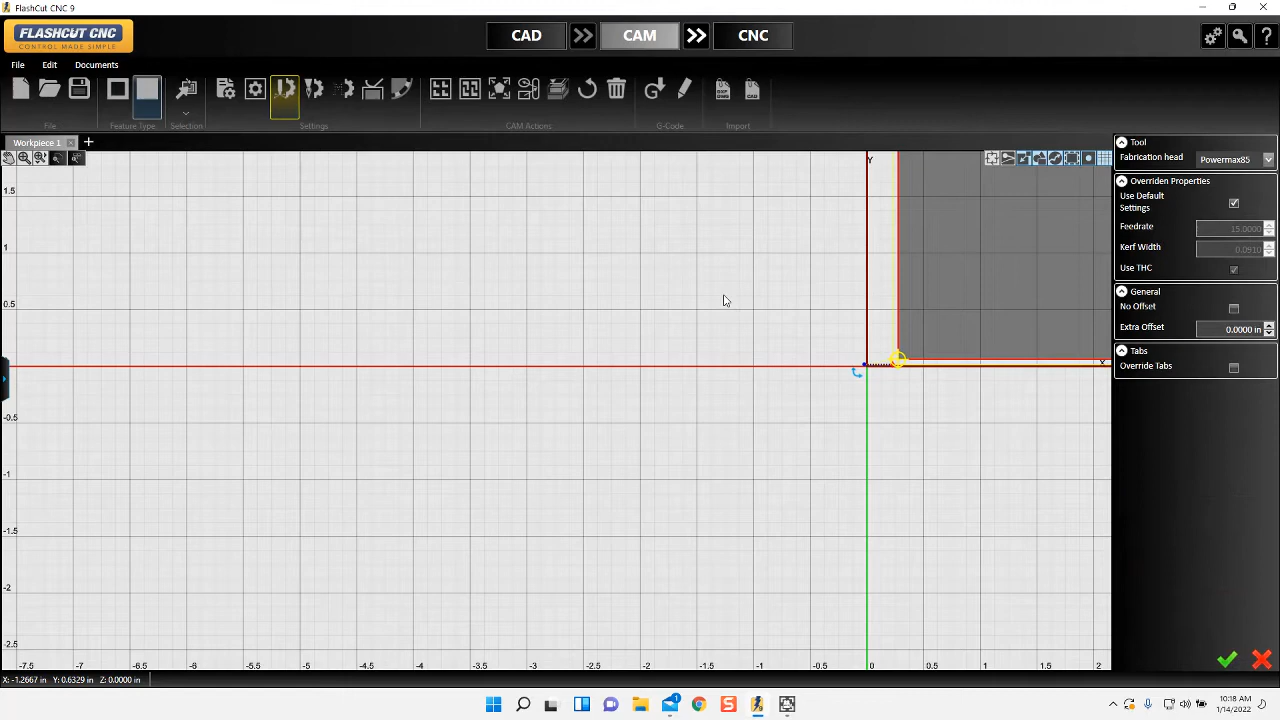 FlashCut CNC 9
FLASHCUT CNC
CONTROL MADE SIMPLE
CAD
CAM
CNC
File Edit Documents
File Feature Type Selection Settings CAM Actions G-Code Import
Workpiece 1
Tool
Fabrication head Powermax85
Overriden Properties
Use Default Settings
Feedrate 15.0000
Kerf Width 0.0910
Use THC
General
No Offset
Extra Offset 0.0000 in
Tabs
Override Tabs
Y
X
1.5
1
0.5
-0.5
-1
-1.5
-2
-2.5
-7.5 -7 -6.5 -6 -5.5 -5 -4.5 -4 -3.5 -3 -2.5 -2 -1.5 -1 -0.5 0 0.5 1 1.5 2
X: -1.2667 in Y: 0.6329 in Z: 0.0000 in
1
10:18 AM
1/14/2022